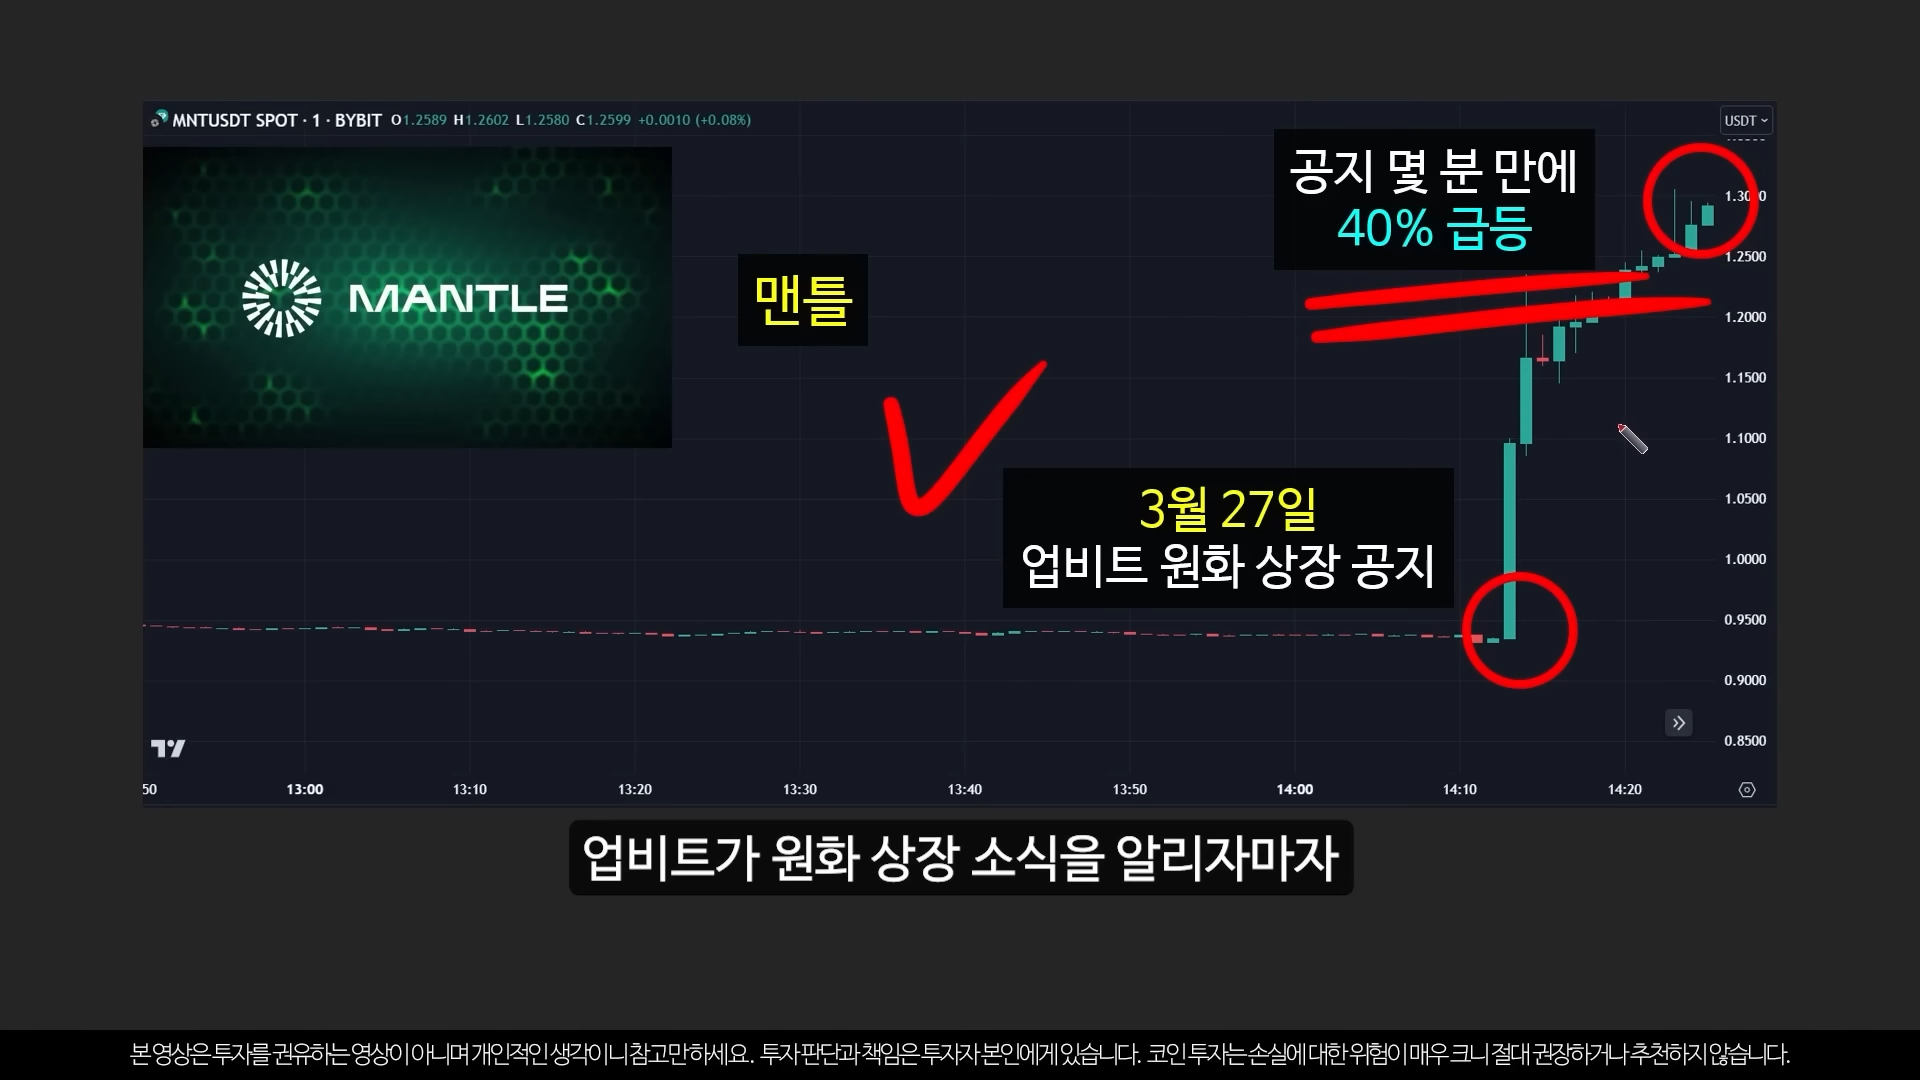 MNTUSDT SPOT · 1 · BYBIT O1.2589 H1.2602 L1.2580 C1.2599 +0.0010 (+0.08%)
USDT
MANTLE
맨틀
공지 몇 분 만에
40% 급등
3월 27일
업비트 원화 상장 공지
1.3000
1.2500
1.2000
1.1500
1.1000
1.0500
1.0000
0.9500
0.9000
0.8500
50 13:00 13:10 13:20 13:30 13:40 13:50 14:00 14:10 14:20
업비트가 원화 상장 소식을 알리자마자
본 영상은 투자를 권유하는 영상이 아니며 개인적인 생각이니 참고만 하세요. 투자 판단과 책임은 투자자 본인에게 있습니다. 코인 투자는 손실에 대한 위험이 매우 크니 절대 권장하거나 추천하지 않습니다.